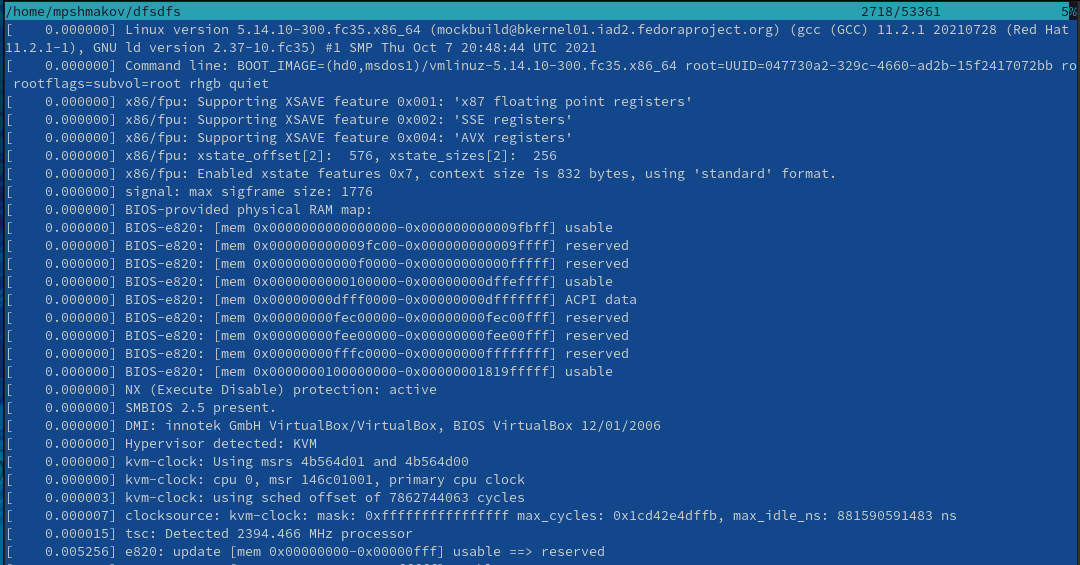 /home/mpshmakov/dfsdfs 2718/53361 5%
[    0.000000] Linux version 5.14.10-300.fc35.x86_64 (mockbuild@bkernel01.iad2.fedoraproject.org) (gcc (GCC) 11.2.1 20210728 (Red Hat
11.2.1-1), GNU ld version 2.37-10.fc35) #1 SMP Thu Oct 7 20:48:44 UTC 2021
[    0.000000] Command line: BOOT_IMAGE=(hd0,msdos1)/vmlinuz-5.14.10-300.fc35.x86_64 root=UUID=047730a2-329c-4660-ad2b-15f2417072bb ro
rootflags=subvol=root rhgb quiet
[    0.000000] x86/fpu: Supporting XSAVE feature 0x001: 'x87 floating point registers'
[    0.000000] x86/fpu: Supporting XSAVE feature 0x002: 'SSE registers'
[    0.000000] x86/fpu: Supporting XSAVE feature 0x004: 'AVX registers'
[    0.000000] x86/fpu: xstate_offset[2]:  576, xstate_sizes[2]:  256
[    0.000000] x86/fpu: Enabled xstate features 0x7, context size is 832 bytes, using 'standard' format.
[    0.000000] signal: max sigframe size: 1776
[    0.000000] BIOS-provided physical RAM map:
[    0.000000] BIOS-e820: [mem 0x0000000000000000-0x000000000009fbff] usable
[    0.000000] BIOS-e820: [mem 0x000000000009fc00-0x000000000009ffff] reserved
[    0.000000] BIOS-e820: [mem 0x00000000000f0000-0x00000000000fffff] reserved
[    0.000000] BIOS-e820: [mem 0x0000000000100000-0x00000000dffeffff] usable
[    0.000000] BIOS-e820: [mem 0x00000000dfff0000-0x00000000dfffffff] ACPI data
[    0.000000] BIOS-e820: [mem 0x00000000fec00000-0x00000000fec00fff] reserved
[    0.000000] BIOS-e820: [mem 0x00000000fee00000-0x00000000fee00fff] reserved
[    0.000000] BIOS-e820: [mem 0x00000000fffc0000-0x00000000ffffffff] reserved
[    0.000000] BIOS-e820: [mem 0x0000000100000000-0x00000001819fffff] usable
[    0.000000] NX (Execute Disable) protection: active
[    0.000000] SMBIOS 2.5 present.
[    0.000000] DMI: innotek GmbH VirtualBox/VirtualBox, BIOS VirtualBox 12/01/2006
[    0.000000] Hypervisor detected: KVM
[    0.000000] kvm-clock: Using msrs 4b564d01 and 4b564d00
[    0.000000] kvm-clock: cpu 0, msr 146c01001, primary cpu clock
[    0.000003] kvm-clock: using sched offset of 7862744063 cycles
[    0.000007] clocksource: kvm-clock: mask: 0xffffffffffffffff max_cycles: 0x1cd42e4dffb, max_idle_ns: 881590591483 ns
[    0.000015] tsc: Detected 2394.466 MHz processor
[    0.005256] e820: update [mem 0x00000000-0x00000fff] usable ==> reserved